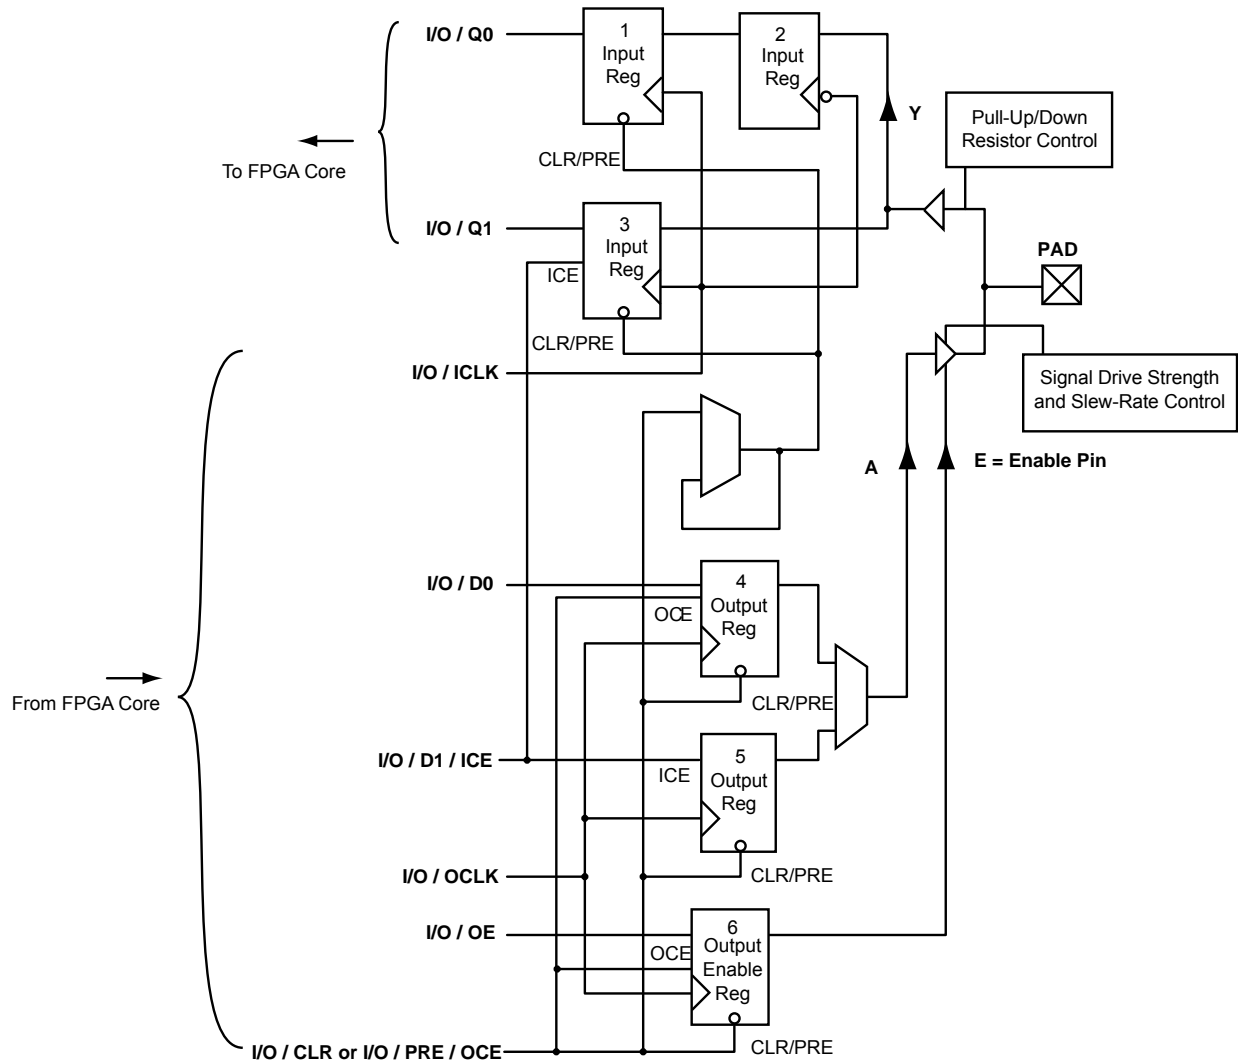 I/O / Q0
1
Input
Reg
2
Input
Reg
Y
Pull-Up/Down
Resistor Control
CLR/PRE
To FPGA Core
I/O / Q1
3
Input
Reg
ICE
PAD
CLR/PRE
I/O / ICLK
Signal Drive Strength
and Slew-Rate Control
A
E = Enable Pin
I/O / D0
4
Output
Reg
OCE
CLR/PRE
From FPGA Core
I/O / D1 / ICE
5
Output
Reg
ICE
CLR/PRE
I/O / OCLK
I/O / OE
6
Output
Enable
Reg
OCE
I/O / CLR or I/O / PRE / OCE
CLR/PRE